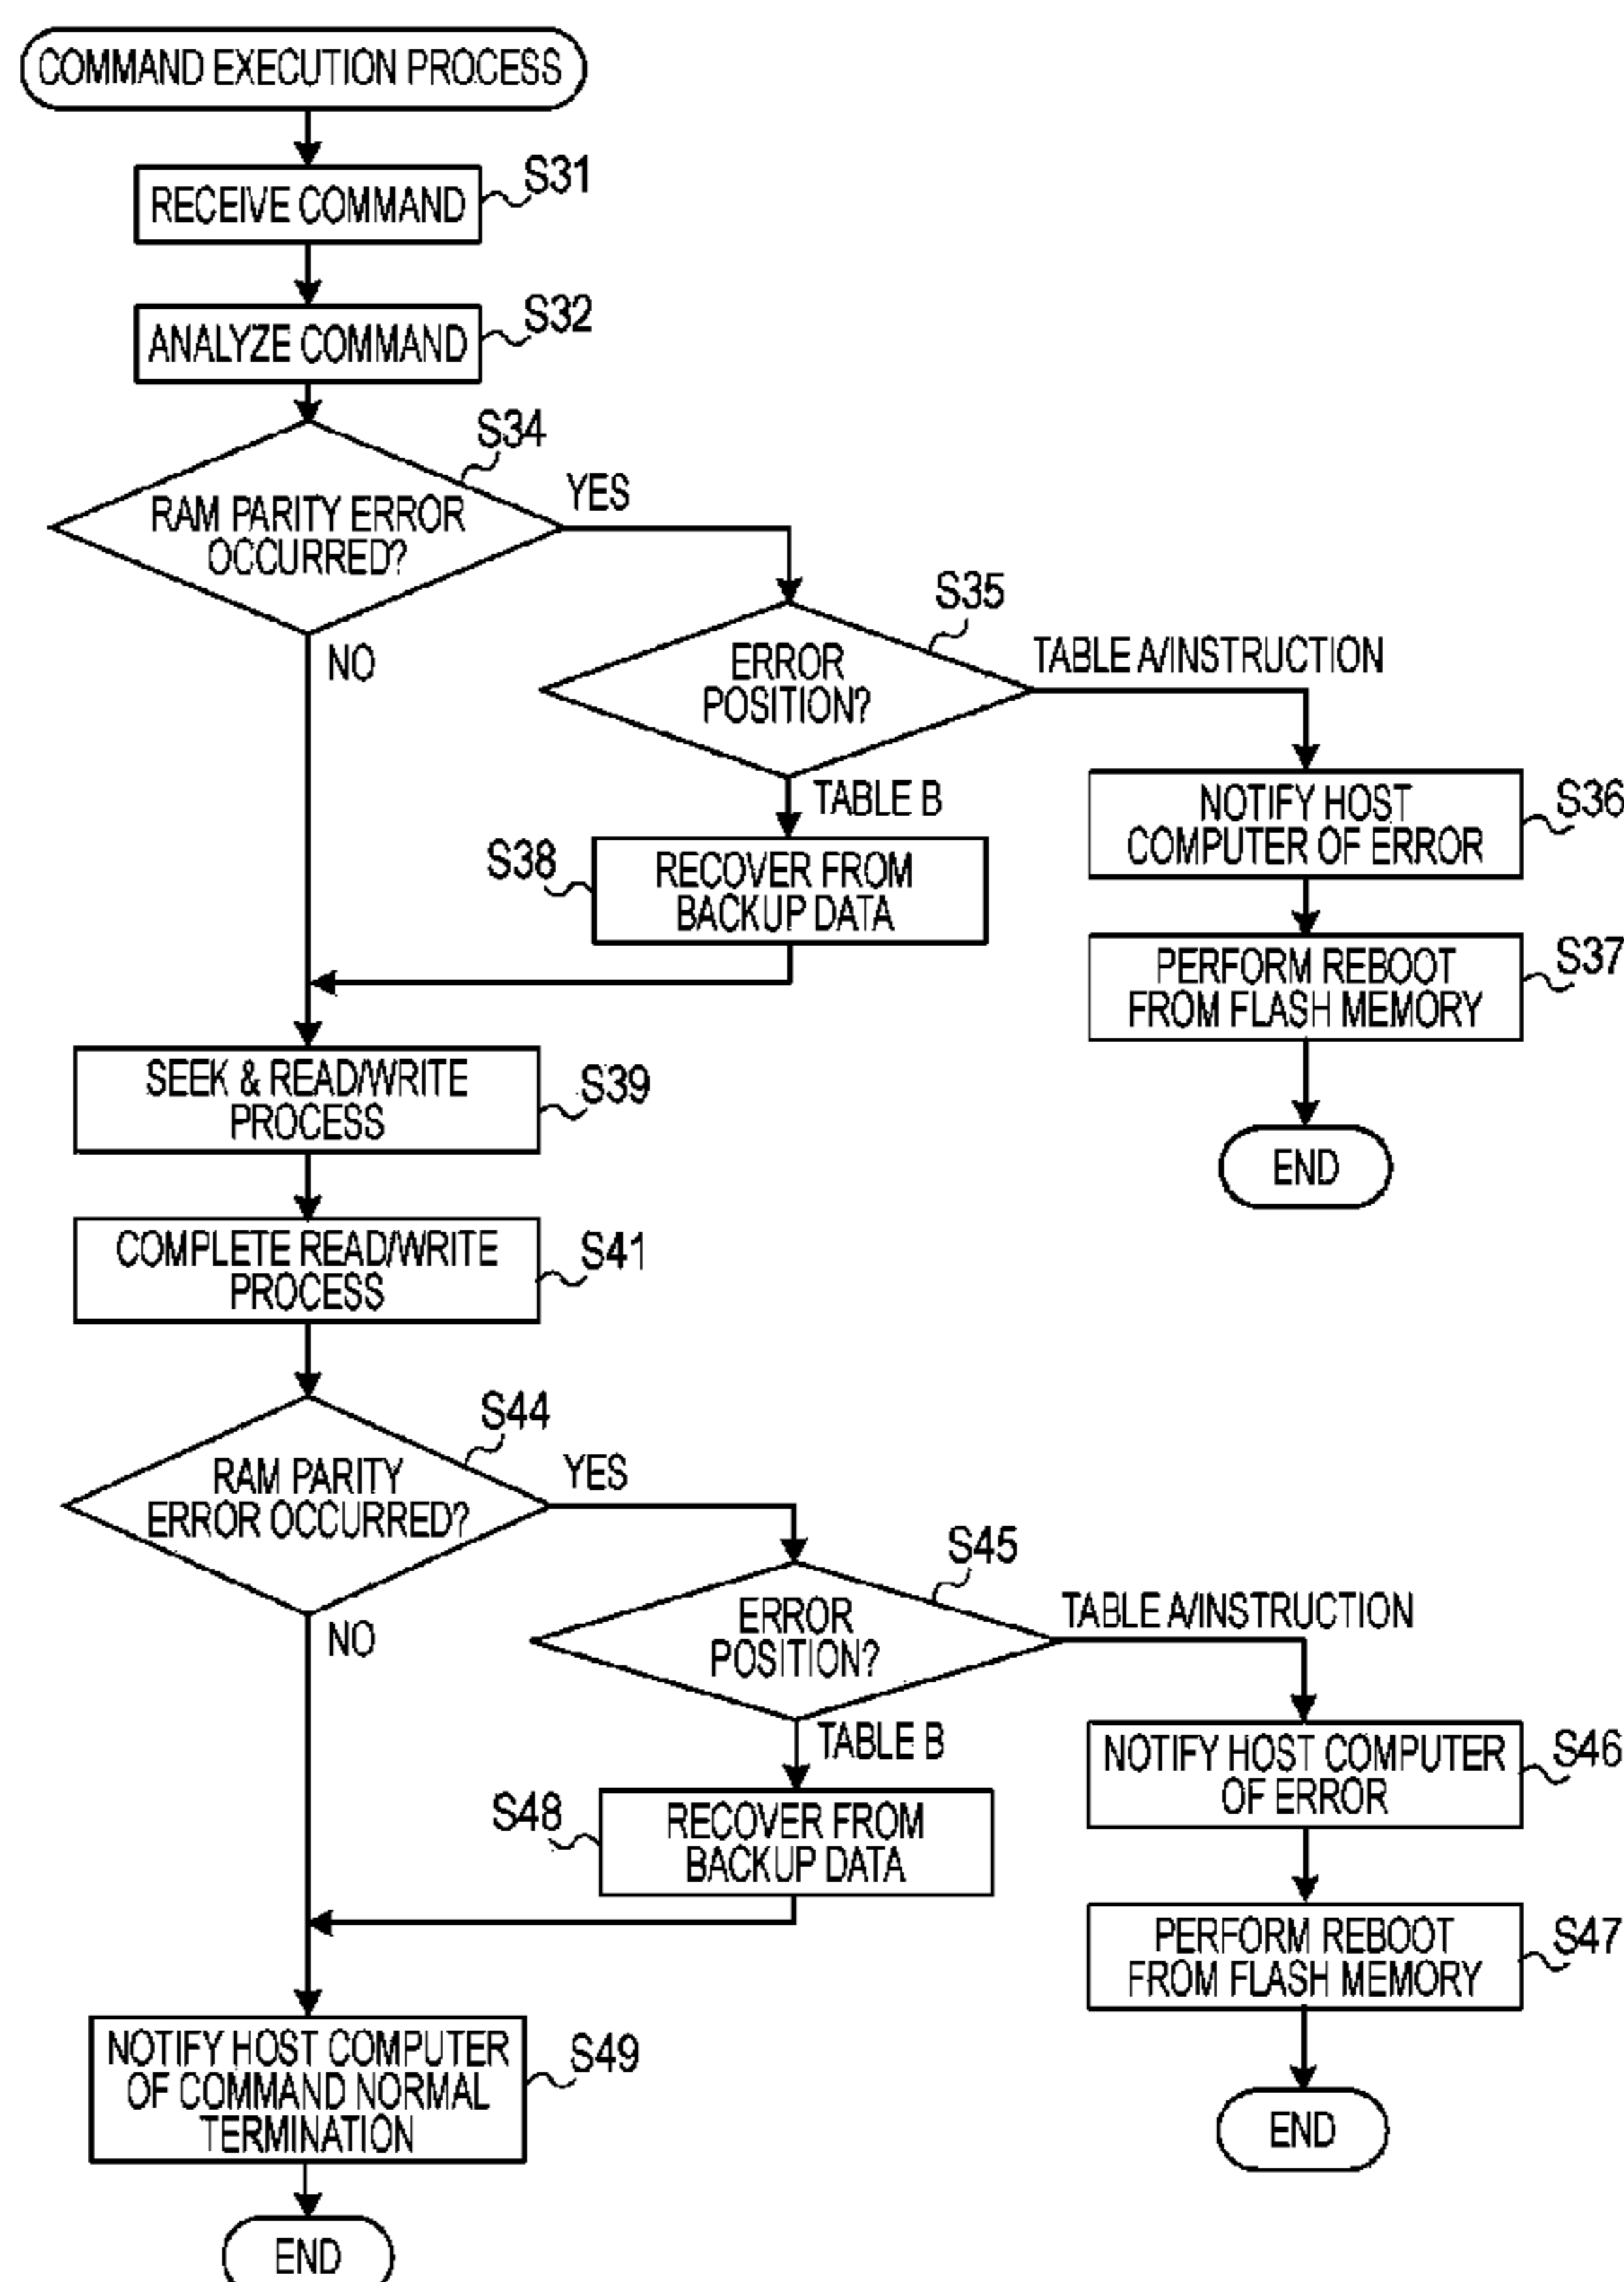 COMMAND EXECUTION PROCESS
RECEIVE COMMAND
S31
ANALYZE COMMAND
S32
S34
RAM PARITY ERROR
OCCURRED?
YES
NO
S35
ERROR
POSITION?
TABLE A/INSTRUCTION
TABLE B
S36
NOTIFY HOST
COMPUTER OF ERROR
S38
RECOVER FROM
BACKUP DATA
S37
PERFORM REBOOT
FROM FLASH MEMORY
END
SEEK & READ/WRITE
PROCESS
S39
COMPLETE READ/WRITE
PROCESS
S41
S44
RAM PARITY
ERROR OCCURRED?
YES
NO
S45
ERROR
POSITION?
TABLE A/INSTRUCTION
TABLE B
NOTIFY HOST COMPUTER
OF ERROR
S46
S48
RECOVER FROM
BACKUP DATA
PERFORM REBOOT
FROM FLASH MEMORY
S47
END
NOTIFY HOST COMPUTER
OF COMMAND NORMAL
TERMINATION
S49
END